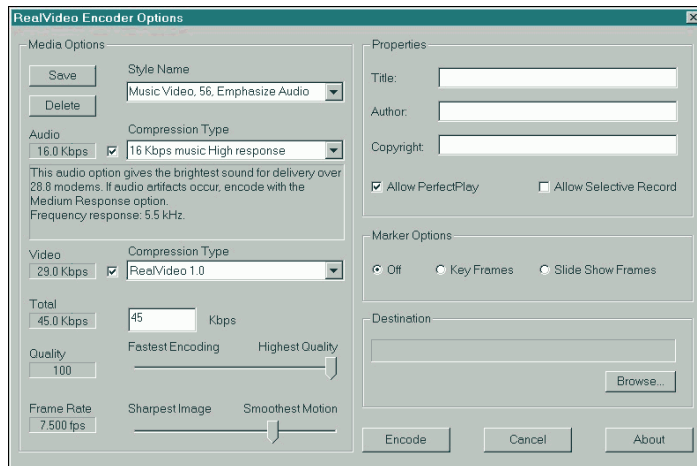 RealVideo Encoder Options
Media Options
Save
Delete
Style Name
Music Video, 56, Emphasize Audio
Audio
16.0 Kbps
Compression Type
16 Kbps music High response
This audio option gives the brightest sound for delivery over
28.8 modems. If audio artifacts occur, encode with the
Medium Response option.
Frequency response: 5.5 kHz.
Video
29.0 Kbps
Compression Type
RealVideo 1.0
Total
45.0 Kbps
45
Kbps
Quality
100
Fastest Encoding
Highest Quality
Frame Rate
7.500 fps
Sharpest Image
Smoothest Motion
Properties
Title:
Author:
Copyright:
Allow PerfectPlay
Allow Selective Record
Marker Options
Off
Key Frames
Slide Show Frames
Destination
Browse...
Encode
Cancel
About